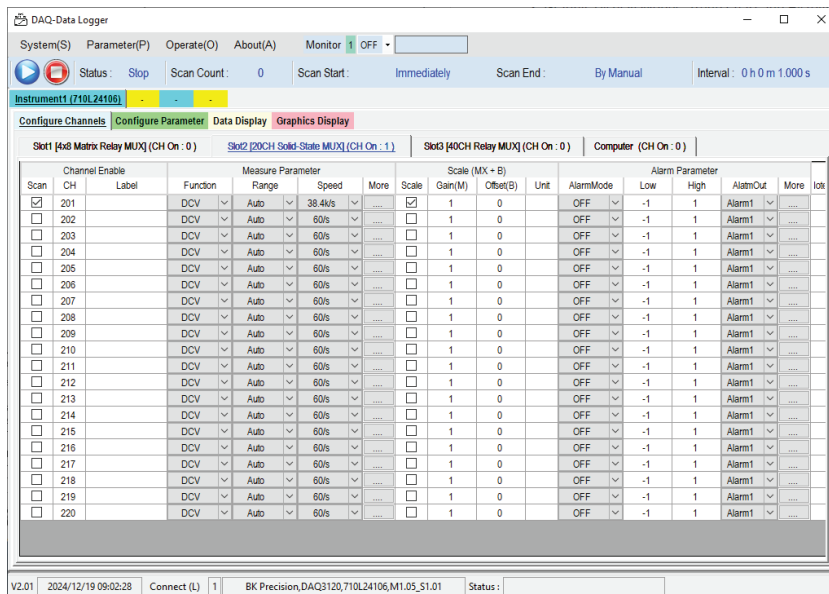 DAQ-Data Logger
System(S) Parameter(P) Operate(O) About(A) Monitor 1 OFF
Status : Stop Scan Count : 0 Scan Start : Immediately Scan End : By Manual Interval : 0 h 0 m 1.000 s
Instrument1 (710L24106) - - -
Configure Channels Configure Parameter Data Display Graphics Display
Slot1 [4x8 Matrix Relay MUX] (CH On : 0 ) Slot2 [20CH Solid-State MUX] (CH On : 1 ) Slot3 [40CH Relay MUX] (CH On : 0 ) Computer (CH On : 0 )
Channel Enable Measure Parameter Scale (MX + B) Alarm Parameter
Scan CH Label Function Range Speed More Scale Gain(M) Offset(B) Unit AlarmMode Low High AlatmOut More
201 DCV Auto 38.4k/s .... 1 0 OFF -1 1 Alarm1 ....
202 DCV Auto 60/s .... 1 0 OFF -1 1 Alarm1 ....
203 DCV Auto 60/s .... 1 0 OFF -1 1 Alarm1 ....
204 DCV Auto 60/s .... 1 0 OFF -1 1 Alarm1 ....
205 DCV Auto 60/s .... 1 0 OFF -1 1 Alarm1 ....
206 DCV Auto 60/s .... 1 0 OFF -1 1 Alarm1 ....
207 DCV Auto 60/s .... 1 0 OFF -1 1 Alarm1 ....
208 DCV Auto 60/s .... 1 0 OFF -1 1 Alarm1 ....
209 DCV Auto 60/s .... 1 0 OFF -1 1 Alarm1 ....
210 DCV Auto 60/s .... 1 0 OFF -1 1 Alarm1 ....
211 DCV Auto 60/s .... 1 0 OFF -1 1 Alarm1 ....
212 DCV Auto 60/s .... 1 0 OFF -1 1 Alarm1 ....
213 DCV Auto 60/s .... 1 0 OFF -1 1 Alarm1 ....
214 DCV Auto 60/s .... 1 0 OFF -1 1 Alarm1 ....
215 DCV Auto 60/s .... 1 0 OFF -1 1 Alarm1 ....
216 DCV Auto 60/s .... 1 0 OFF -1 1 Alarm1 ....
217 DCV Auto 60/s .... 1 0 OFF -1 1 Alarm1 ....
218 DCV Auto 60/s .... 1 0 OFF -1 1 Alarm1 ....
219 DCV Auto 60/s .... 1 0 OFF -1 1 Alarm1 ....
220 DCV Auto 60/s .... 1 0 OFF -1 1 Alarm1 ....
V2.01 2024/12/19 09:02:28 Connect (L) 1 BK Precision,DAQ3120,710L24106,M1.05_S1.01 Status :